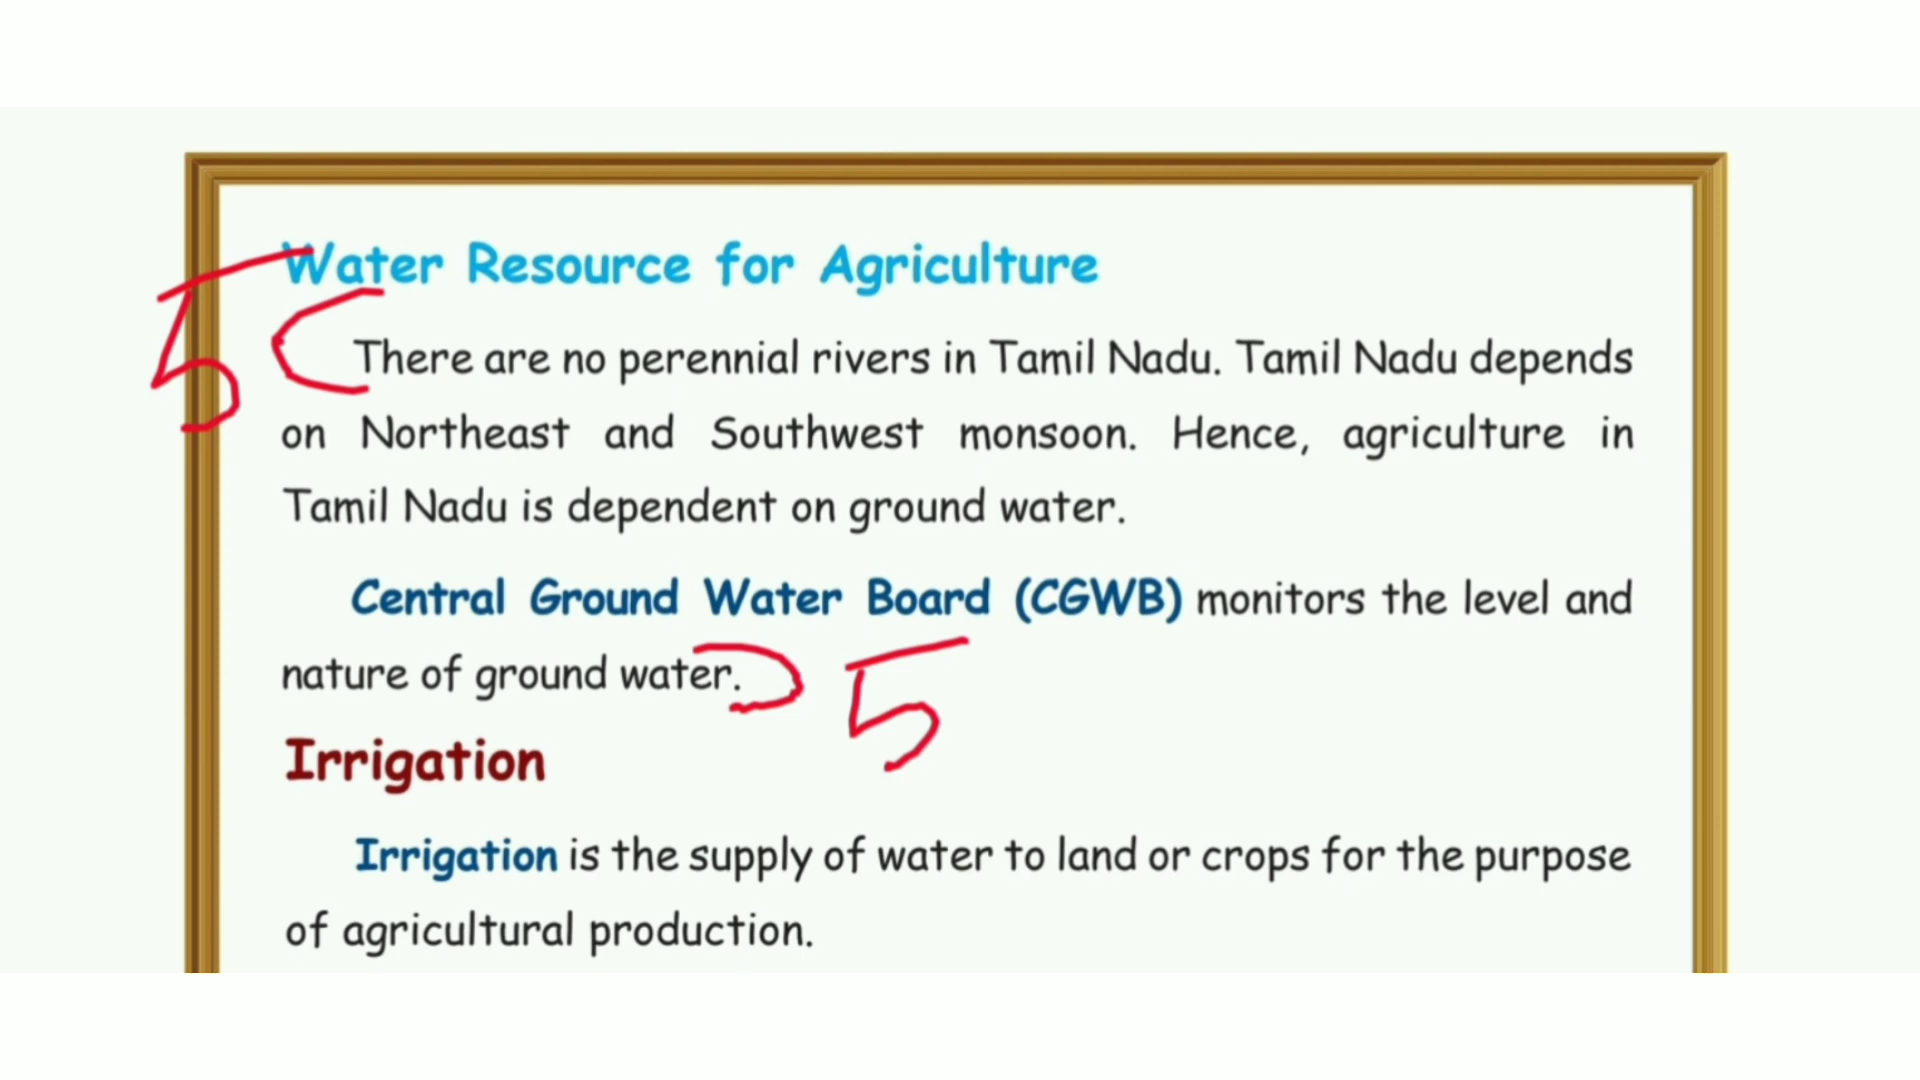 Water Resource for Agriculture
5
There are no perennial rivers in Tamil Nadu. Tamil Nadu depends
on Northeast and Southwest monsoon. Hence, agriculture in
Tamil Nadu is dependent on ground water.
Central Ground Water Board (CGWB) monitors the level and
nature of ground water.
5
Irrigation
Irrigation is the supply of water to land or crops for the purpose
of agricultural production.